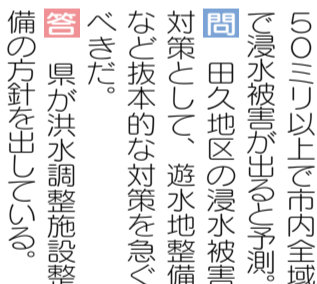 50ミリ以上で市内全域
で浸水被害が出ると予測。
問 田久地区の浸水被害
対策として、遊水地整備
など抜本的な対策を急ぐ
べきだ。
答 県が洪水調整施設整
備の方針を出している。